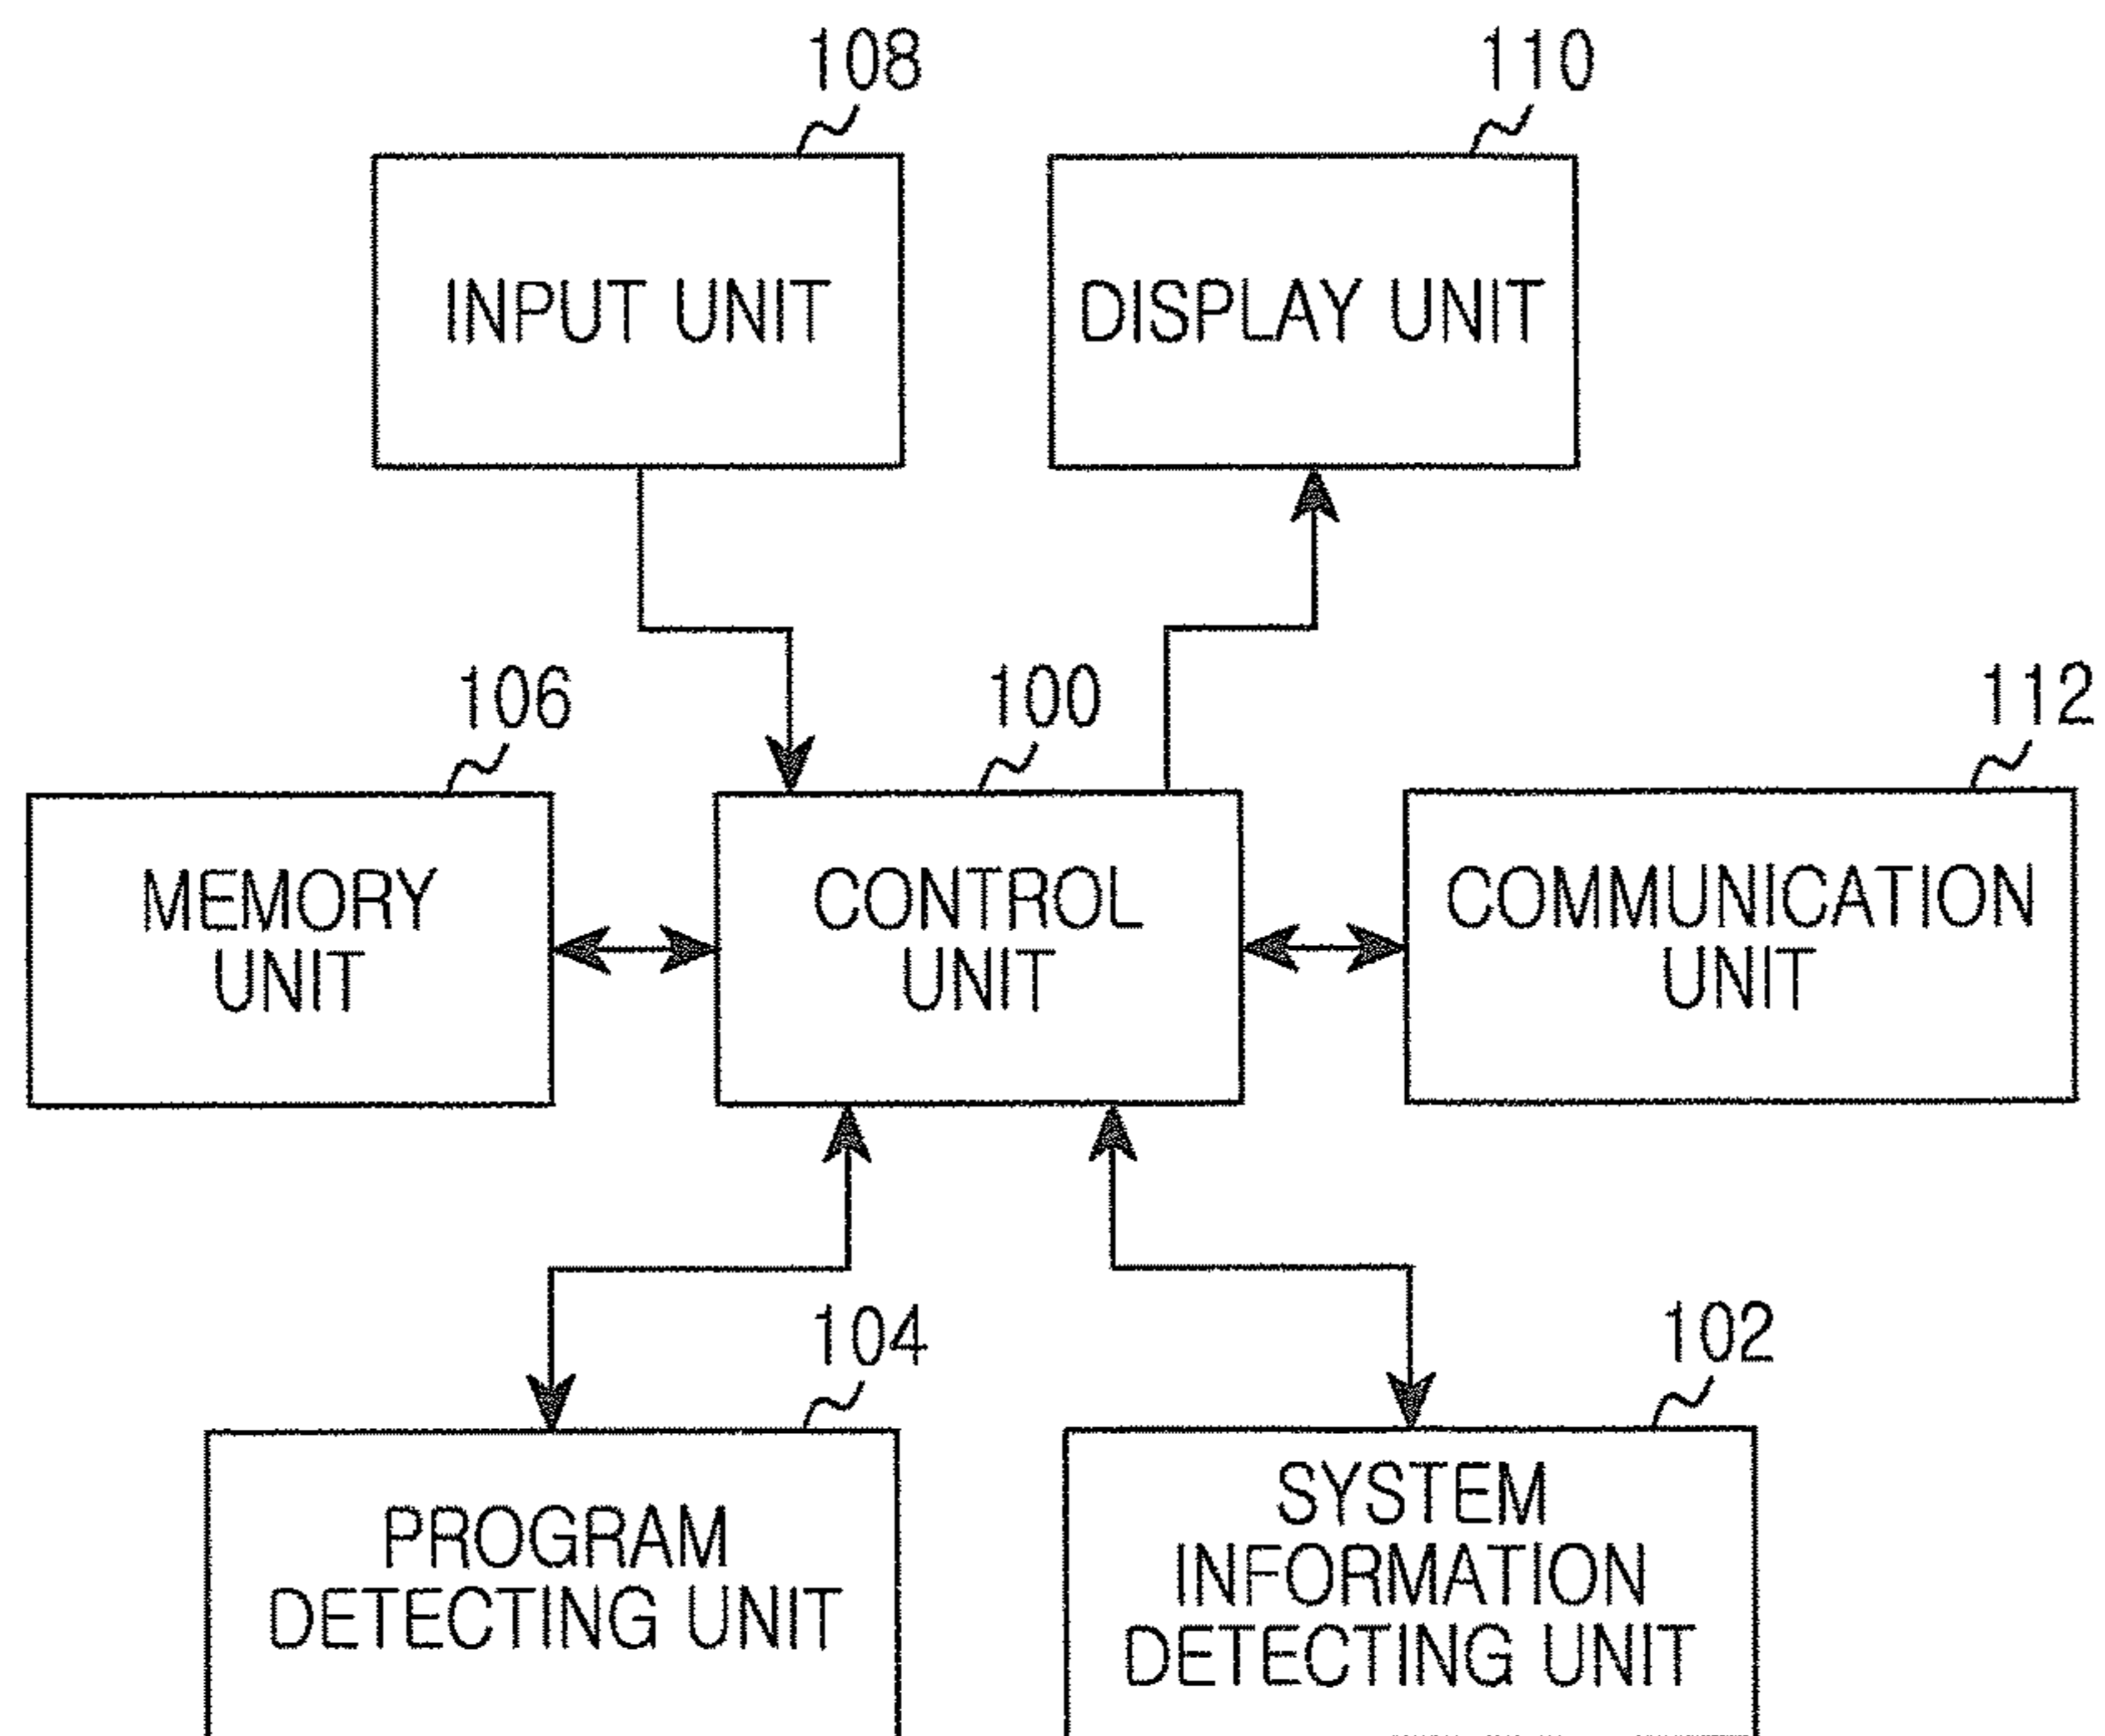 108
110
INPUT UNIT
DISPLAY UNIT
106
100
112
MEMORY
UNIT
CONTROL
UNIT
COMMUNICATION
UNIT
104
102
PROGRAM
DETECTING UNIT
SYSTEM
INFORMATION
DETECTING UNIT